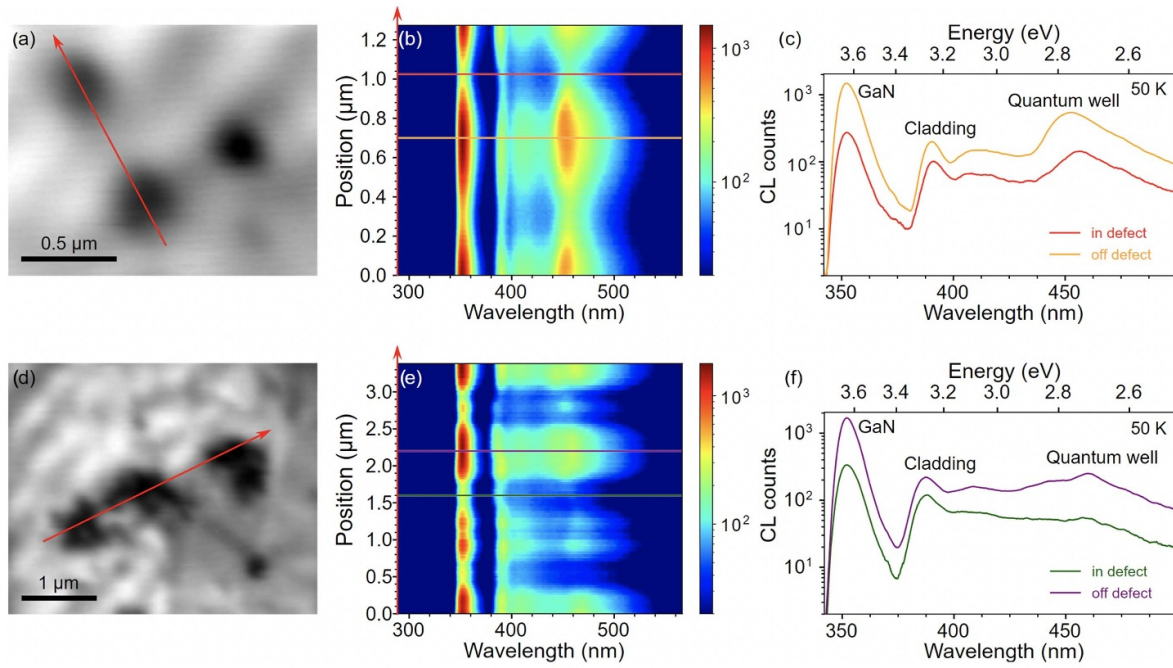 (a)
0.5 µm
(b)
Position (µm)
1.2
1.0
0.8
0.6
0.4
0.2
0.0
300 400 500
Wavelength (nm)
10³
10²
(c)
Energy (eV)
3.6 3.4 3.2 3.0 2.8 2.6
50 K
GaN
Cladding
Quantum well
CL counts
10³
10²
10¹
in defect
off defect
350 400 450
Wavelength (nm)
(d)
1 µm
(e)
Position (µm)
3.0
2.5
2.0
1.5
1.0
0.5
0.0
300 400 500
Wavelength (nm)
10³
10²
(f)
Energy (eV)
3.6 3.4 3.2 3.0 2.8 2.6
50 K
GaN
Cladding
Quantum well
CL counts
10³
10²
10¹
in defect
off defect
350 400 450
Wavelength (nm)